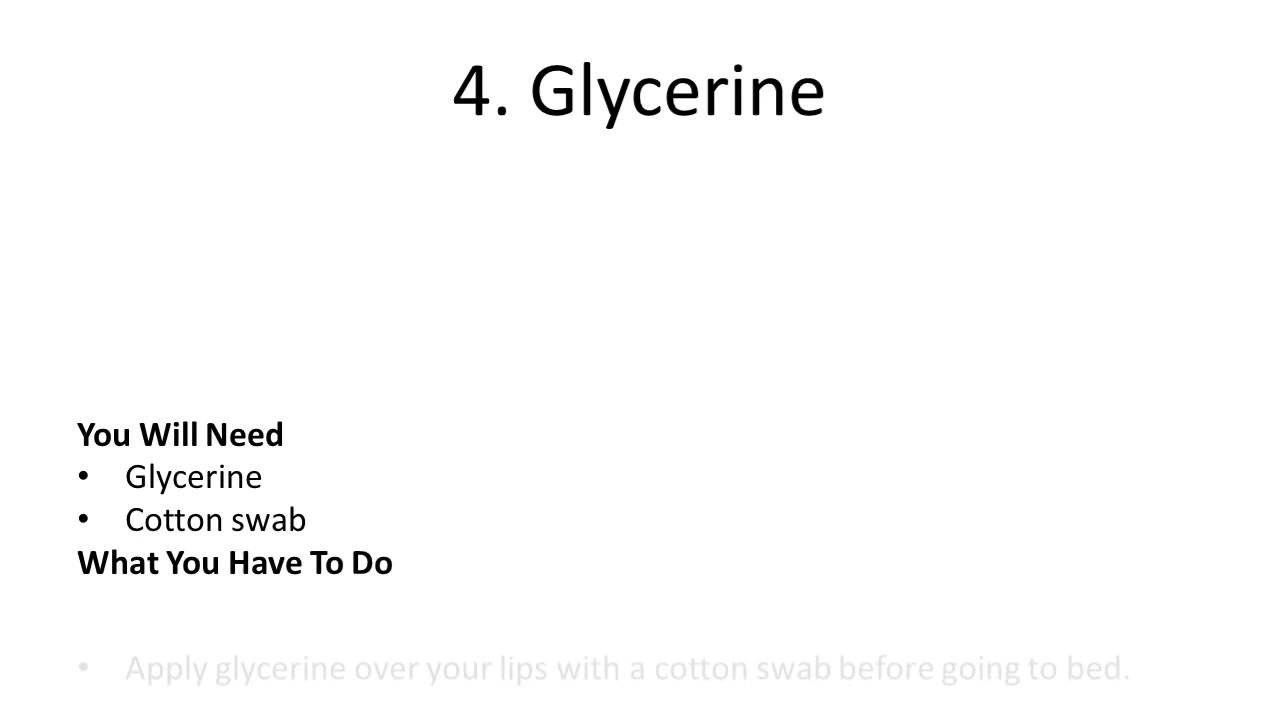 4. Glycerine
You Will Need
• Glycerine
• Cotton swab
What You Have To Do
• Apply glycerine over your lips with a cotton swab before going to bed.